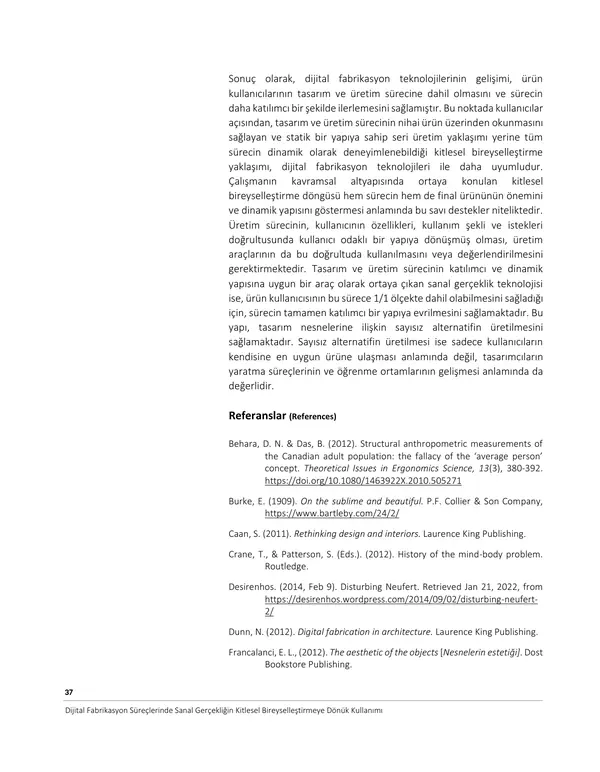 Sonuç olarak, dijital fabrikasyon teknolojilerinin gelişimi, ürün
kullanıcılarının tasarım ve üretim sürecine dahil olmasını ve sürecin
daha katılımcı bir şekilde ilerlemesini sağlamıştır. Bu noktada kullanıcılar
açısından, tasarım ve üretim sürecinin nihai ürün üzerinden okunmasını
sağlayan ve statik bir yapıya sahip seri üretim yaklaşımı yerine tüm
sürecin dinamik olarak deneyimlenebildiği kitlesel bireyselleştirme
yaklaşımı, dijital fabrikasyon teknolojileri ile daha uyumludur.
Çalışmanın kavramsal altyapısında ortaya konulan kitlesel
bireyselleştirme döngüsü hem sürecin hem de final ürününün önemini
ve dinamik yapısını göstermesi anlamında bu savı destekler niteliktedir.
Üretim sürecinin, kullanıcının özellikleri, kullanım şekli ve istekleri
doğrultusunda kullanıcı odaklı bir yapıya dönüşmüş olması, üretim
araçlarının da bu doğrultuda kullanılmasını veya değerlendirilmesini
gerektirmektedir. Tasarım ve üretim sürecinin katılımcı ve dinamik
yapısına uygun bir araç olarak ortaya çıkan sanal gerçeklik teknolojisi
ise, ürün kullanıcısının bu sürece 1/1 ölçekte dahil olabilmesini sağladığı
için, sürecin tamamen katılımcı bir yapıya evrilmesini sağlamaktadır. Bu
yapı, tasarım nesnelerine ilişkin sayısız alternatifin üretilmesini
sağlamaktadır. Sayısız alternatifin üretilmesi ise sadece kullanıcıların
kendisine en uygun ürüne ulaşması anlamında değil, tasarımcıların
yaratma süreçlerinin ve öğrenme ortamlarının gelişmesi anlamında da
değerlidir.
Referanslar (References)
Behara, D. N. & Das, B. (2012). Structural anthropometric measurements of
the Canadian adult population: the fallacy of the ‘average person’
concept. Theoretical Issues in Ergonomics Science, 13(3), 380-392.
https://doi.org/10.1080/1463922X.2010.505271
Burke, E. (1909). On the sublime and beautiful. P.F. Collier & Son Company,
https://www.bartleby.com/24/2/
Caan, S. (2011). Rethinking design and interiors. Laurence King Publishing.
Crane, T., & Patterson, S. (Eds.). (2012). History of the mind-body problem.
Routledge.
Desirenhos. (2014, Feb 9). Disturbing Neufert. Retrieved Jan 21, 2022, from
https://desirenhos.wordpress.com/2014/09/02/disturbing-neufert-
2/
Dunn, N. (2012). Digital fabrication in architecture. Laurence King Publishing.
Francalanci, E. L., (2012). The aesthetic of the objects [Nesnelerin estetiği]. Dost
Bookstore Publishing.
37
Dijital Fabrikasyon Süreçlerinde Sanal Gerçekliğin Kitlesel Bireyselleştirmeye Dönük Kullanımı